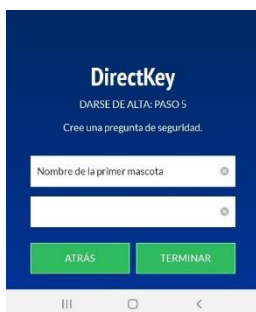 DirectKey
DARSE DE ALTA: PASO 5
Cree una pregunta de seguridad.
Nombre de la primer mascota
ATRÁS
TERMINAR